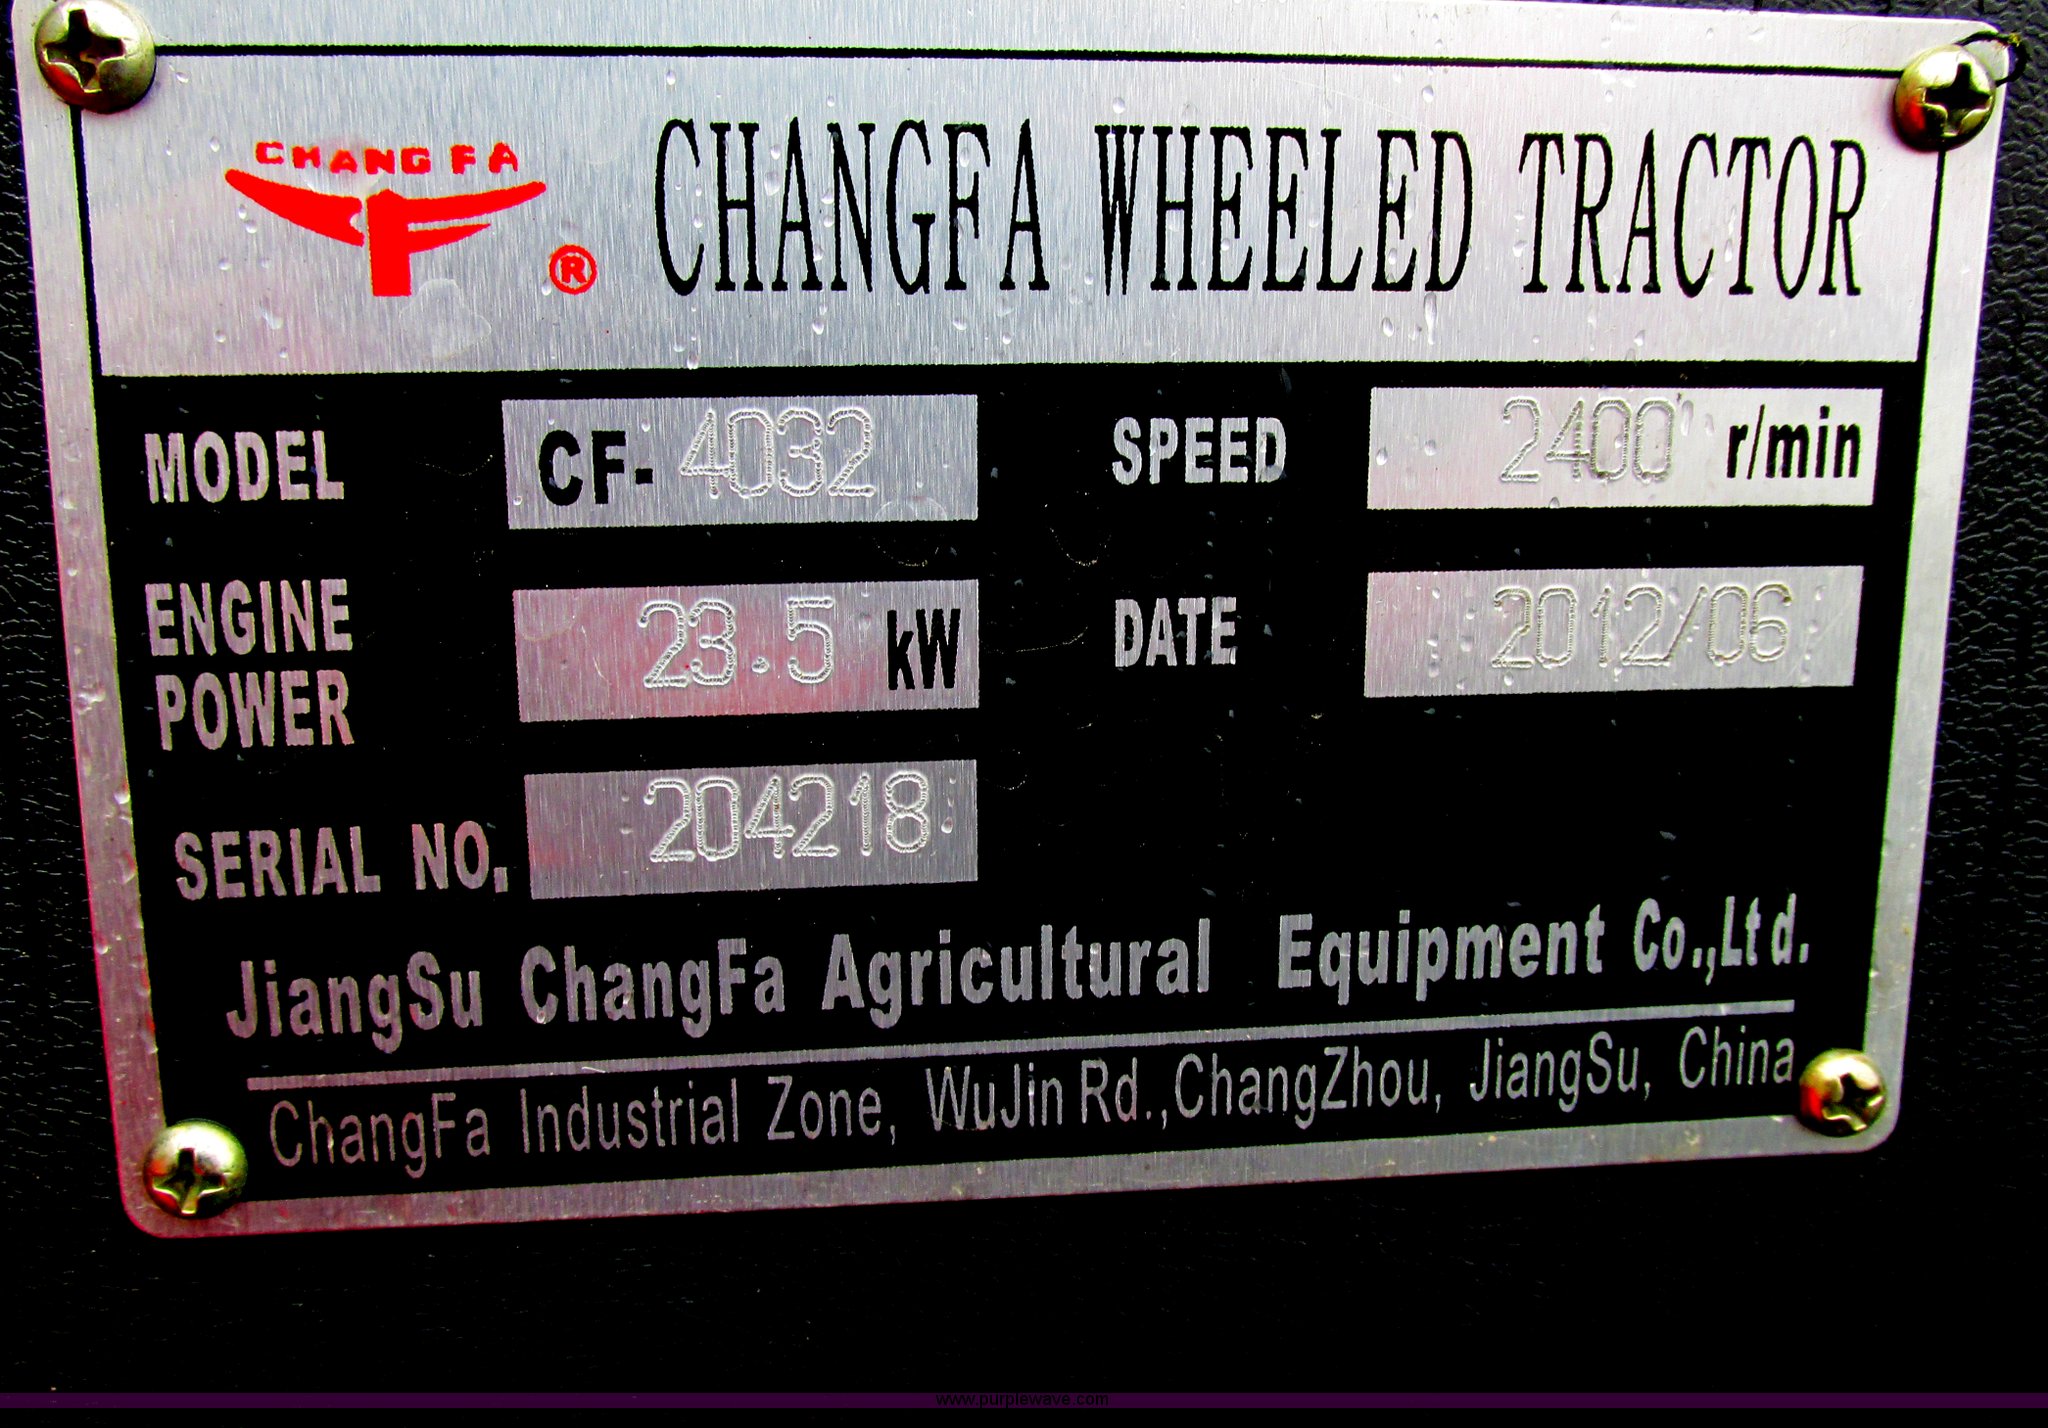 CHANG FA
®
CHANGFA WHEELED TRACTOR
MODEL CF-4032 SPEED 2400 r/min
ENGINE
POWER 23.5 kW DATE 2012/06
SERIAL NO. 204218
JiangSu ChangFa Agricultural Equipment Co.,Ltd.
ChangFa Industrial Zone, WuJin Rd.,ChangZhou, JiangSu, China
www.purplewave.com